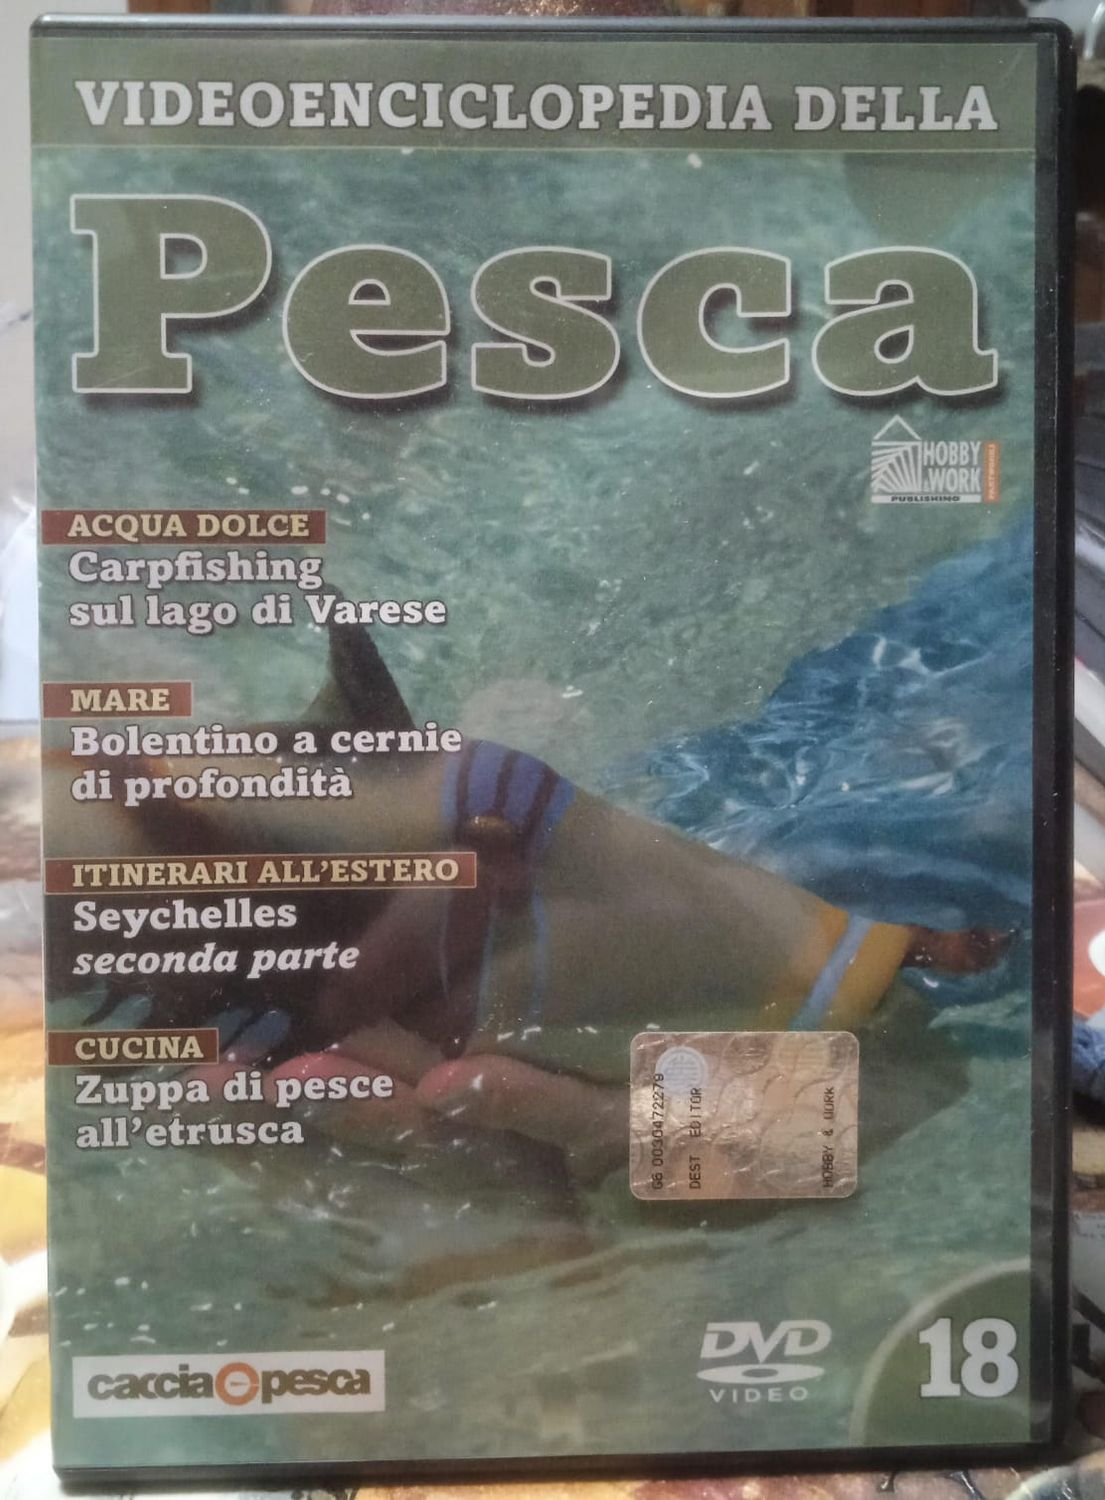 VIDEOENCICLOPEDIA DELLA
Pesca
HOBBY
& WORK
PUBLISHING
ACQUA DOLCE
Carpfishing
sul lago di Varese
MARE
Bolentino a cernie
di profondità
ITINERARI ALL'ESTERO
Seychelles
seconda parte
CUCINA
Zuppa di pesce
all'etrusca
DEST EDITOR
HOBBY & WORK
caccia e pesca
DVD
VIDEO
18